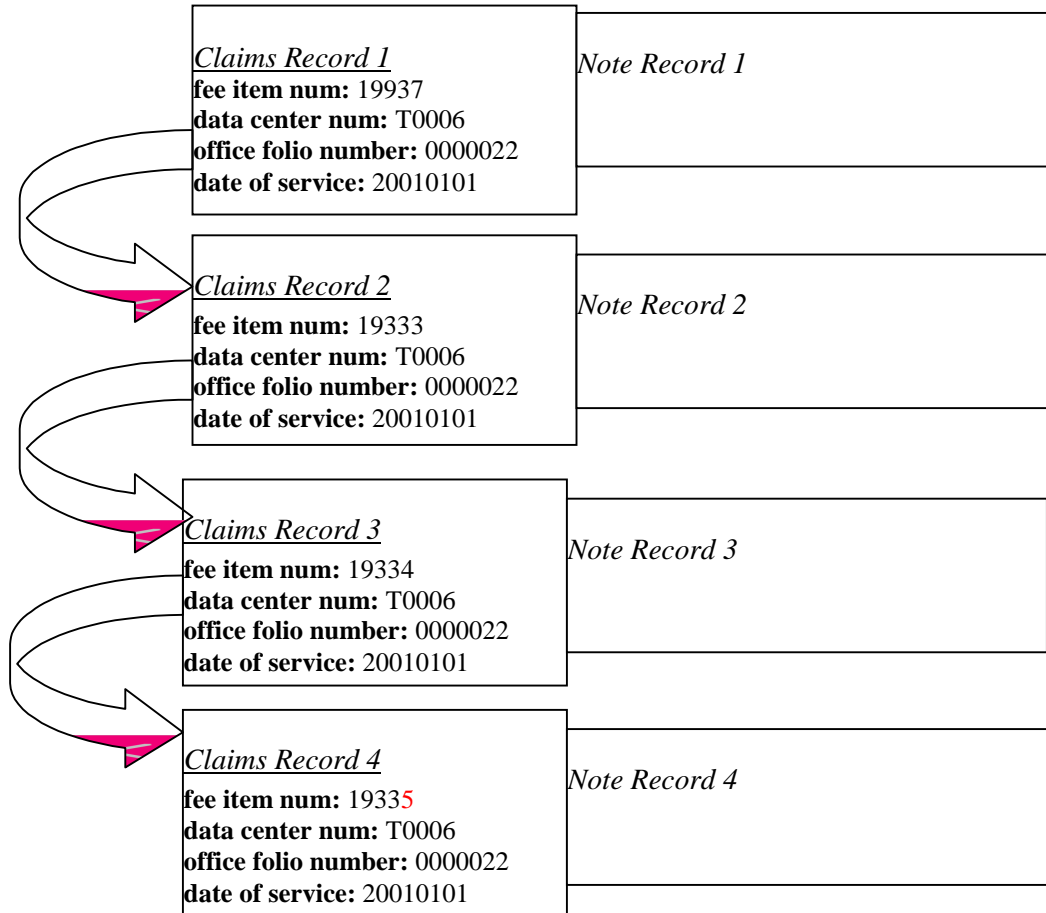 Claims Record 1
fee item num: 19937
data center num: T0006
office folio number: 0000022
date of service: 20010101
Note Record 1
Claims Record 2
fee item num: 19333
data center num: T0006
office folio number: 0000022
date of service: 20010101
Note Record 2
Claims Record 3
fee item num: 19334
data center num: T0006
office folio number: 0000022
date of service: 20010101
Note Record 3
Claims Record 4
fee item num: 19335
data center num: T0006
office folio number: 0000022
date of service: 20010101
Note Record 4